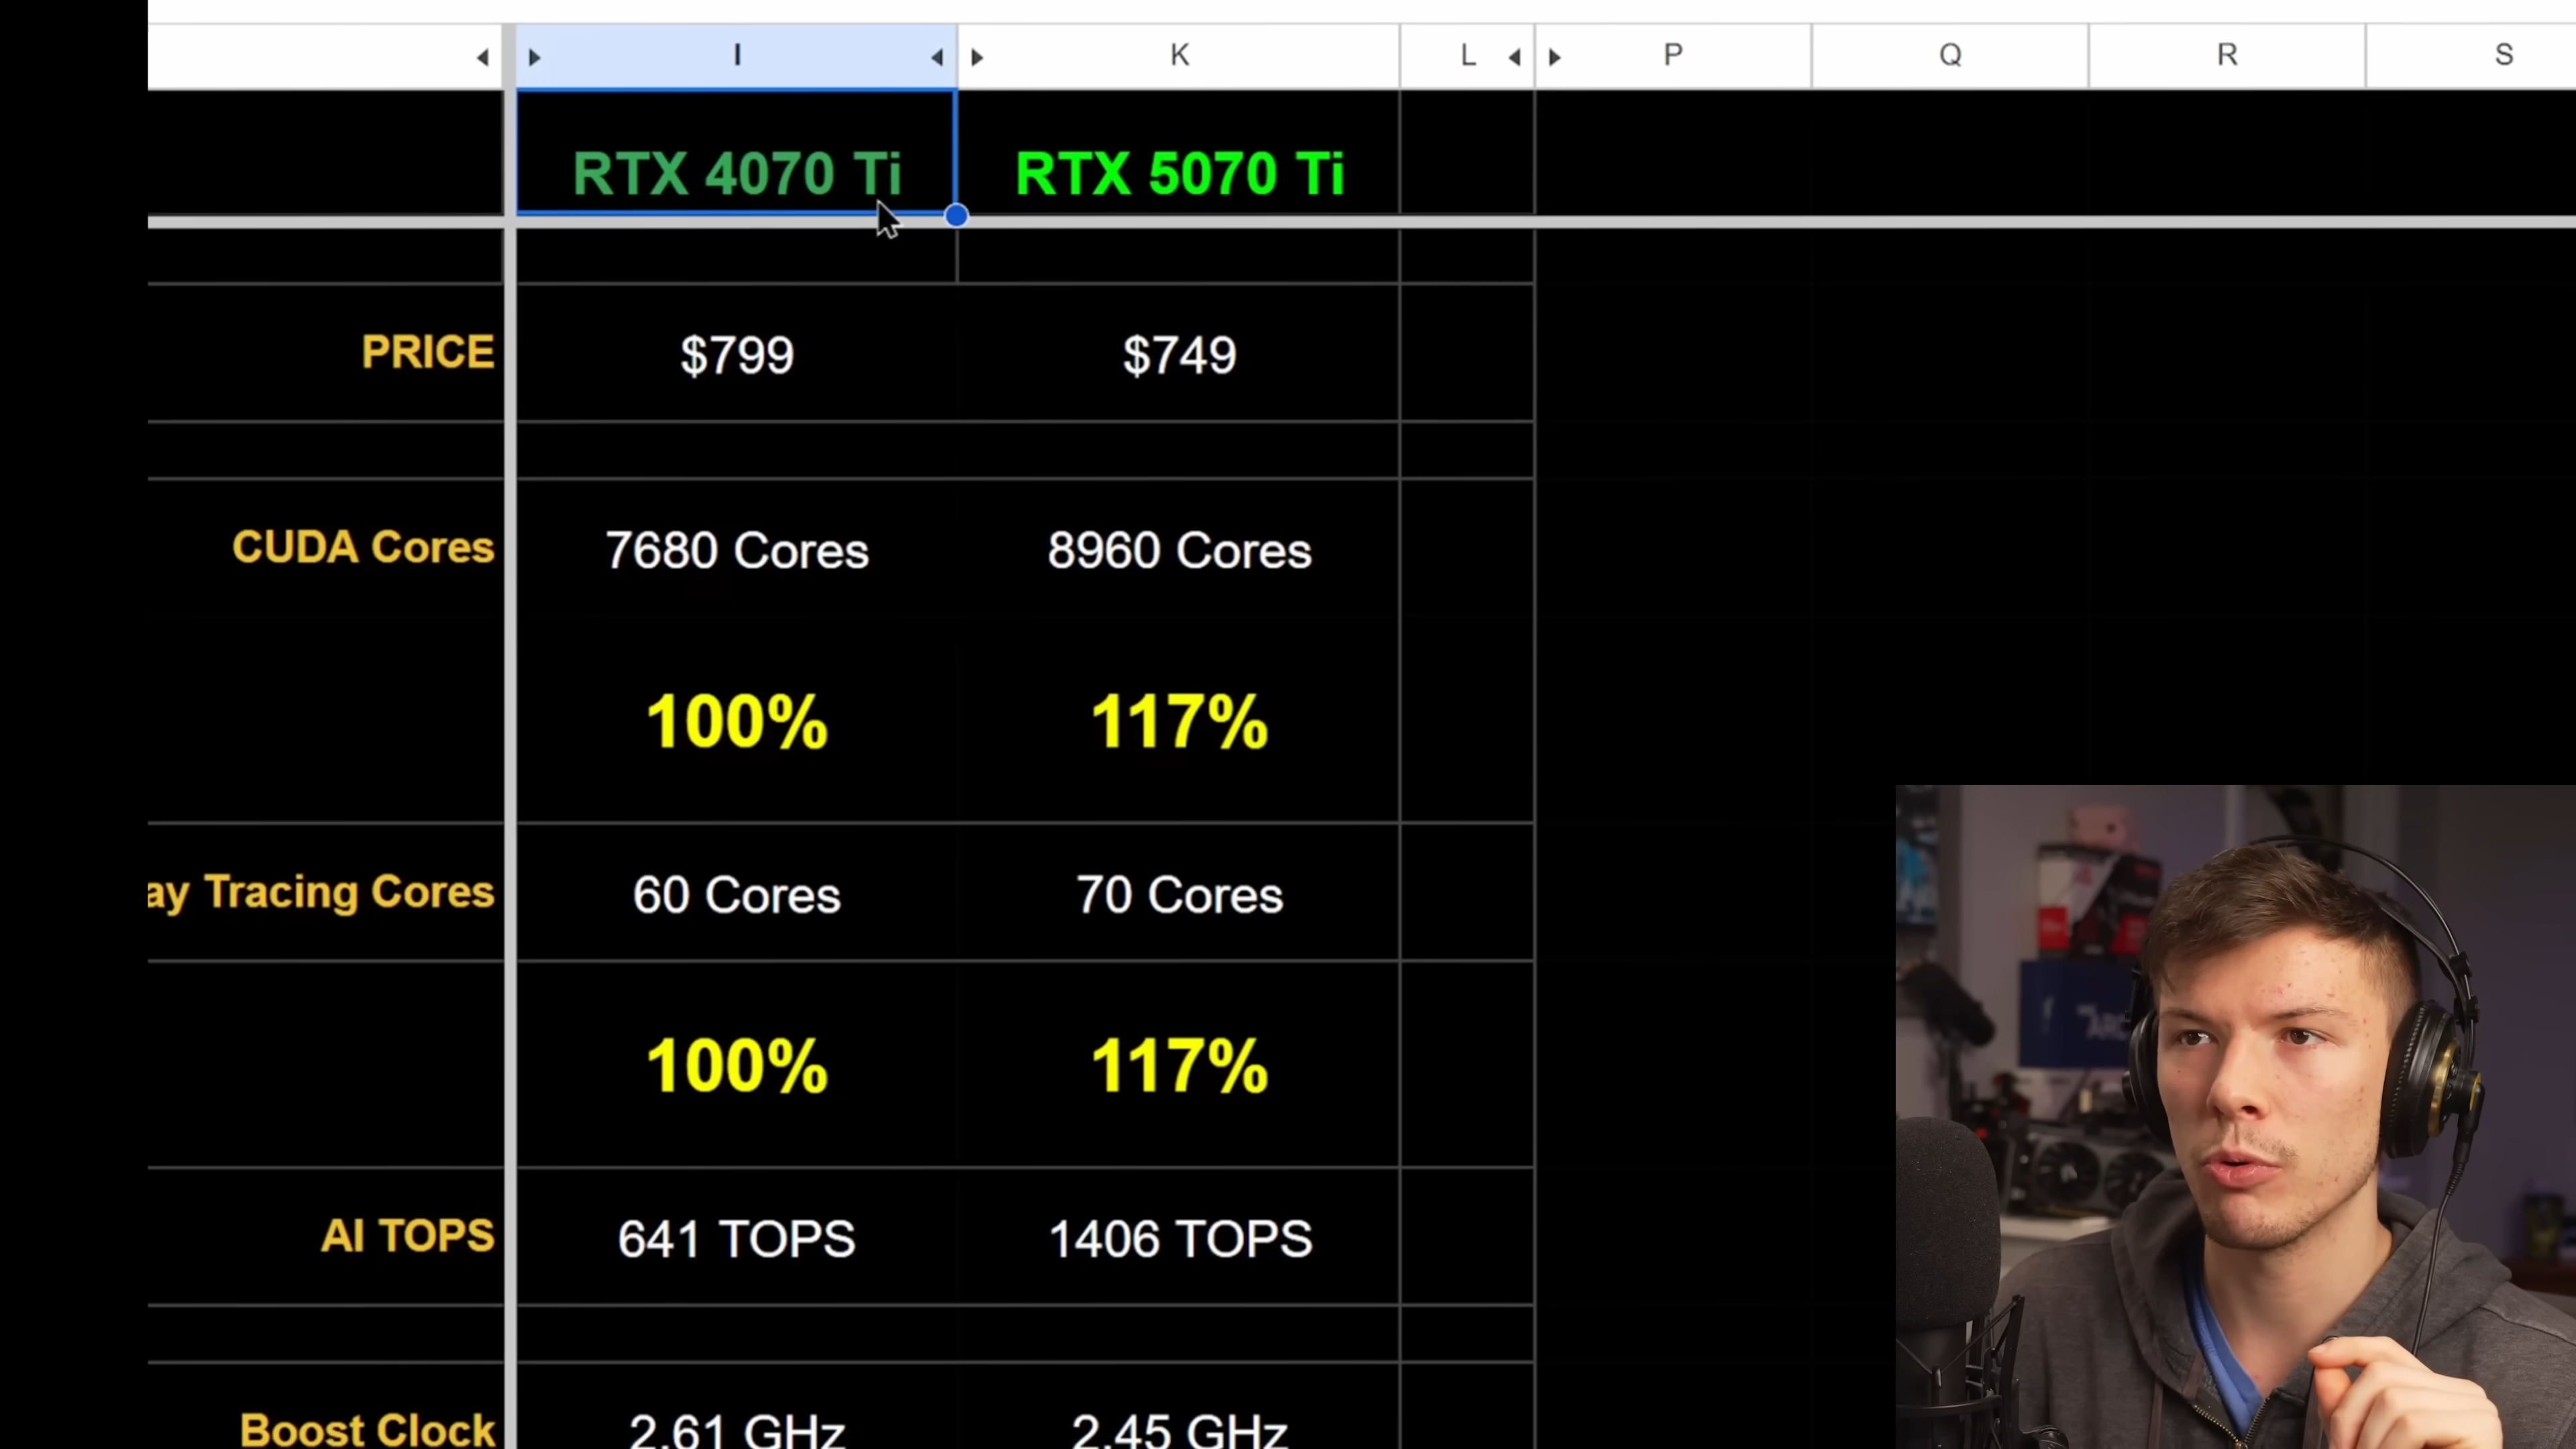 I K L P Q R S
RTX 4070 Ti RTX 5070 Ti
PRICE $799 $749
CUDA Cores 7680 Cores 8960 Cores
100% 117%
ay Tracing Cores 60 Cores 70 Cores
100% 117%
AI TOPS 641 TOPS 1406 TOPS
Boost Clock 2.61 GHz 2.45 GHz
ARC